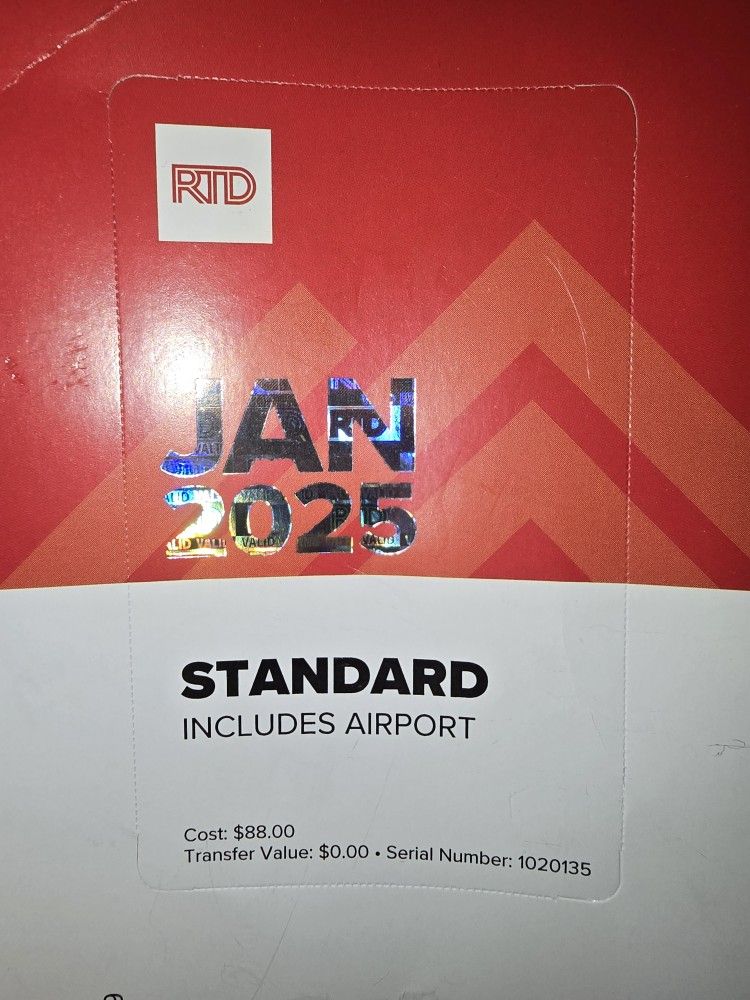 RTD
JAN
2025
STANDARD
INCLUDES AIRPORT
Cost: $88.00
Transfer Value: $0.00 • Serial Number: 1020135